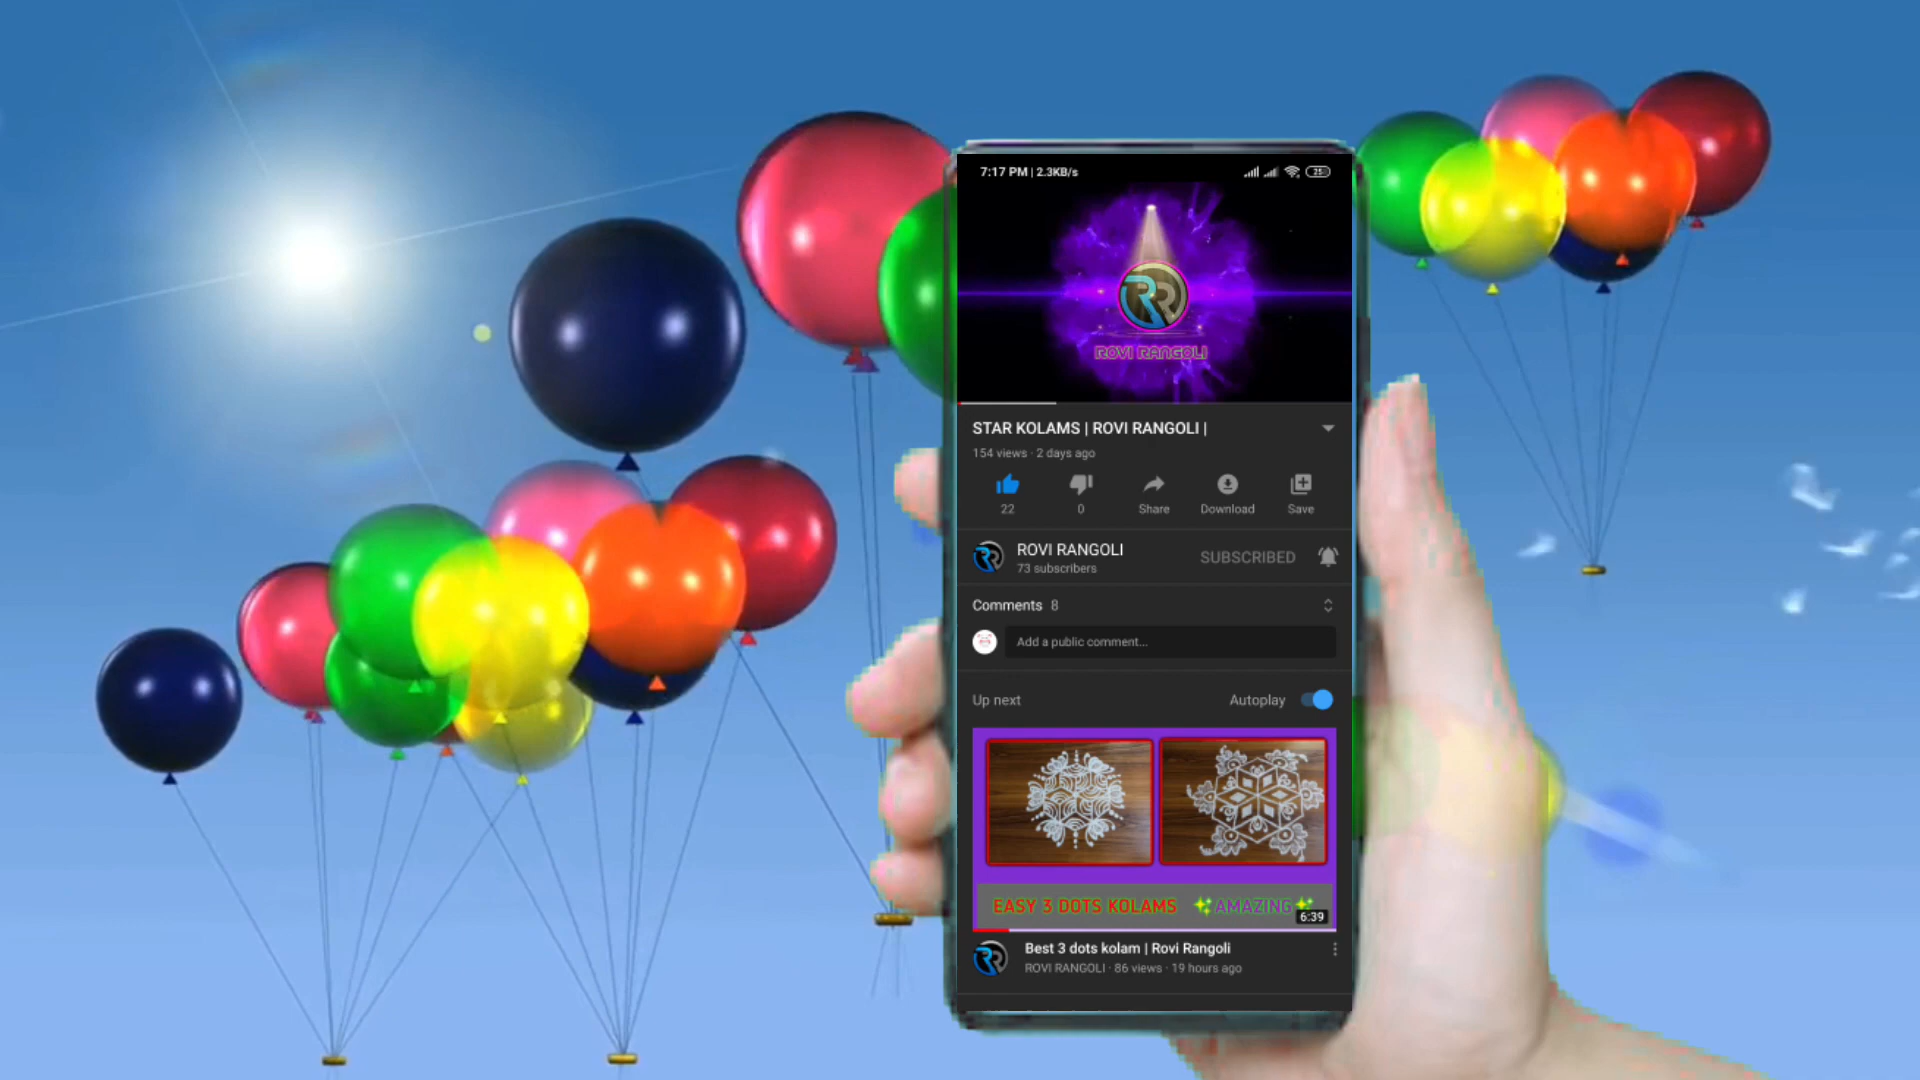 7:17 PM | 2.3KB/s
25
RR
ROVI RANGOLI
STAR KOLAMS | ROVI RANGOLI |
154 views · 2 days ago
22
0
Share
Download
Save
ROVI RANGOLI
73 subscribers
SUBSCRIBED
Comments 8
Add a public comment...
Up next
Autoplay
EASY 3 DOTS KOLAMS ✨AMAZING✨
6:39
Best 3 dots kolam | Rovi Rangoli
ROVI RANGOLI · 86 views · 19 hours ago